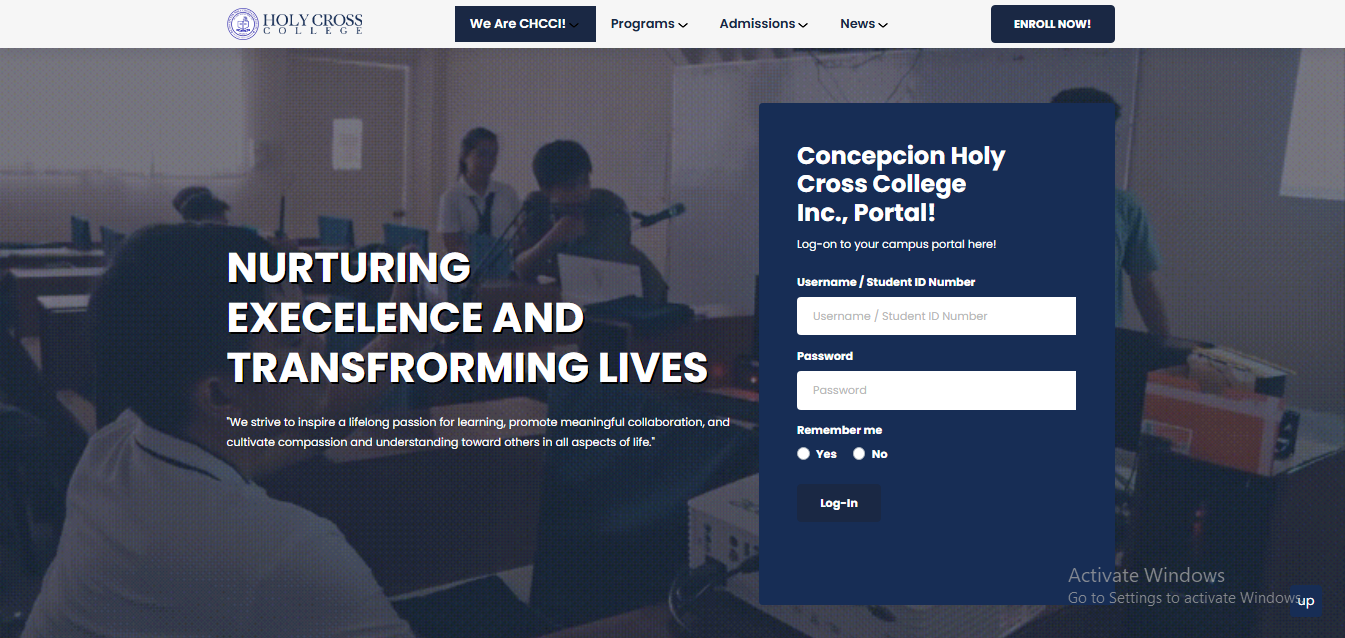 HOLY CROSS
COLLEGE
We Are CHCCI!
Programs
Admissions
News
ENROLL NOW!
NURTURING
EXECELENCE AND
TRANSFRORMING LIVES
"We strive to inspire a lifelong passion for learning, promote meaningful collaboration, and
cultivate compassion and understanding toward others in all aspects of life."
Concepcion Holy
Cross College
Inc., Portal!
Log-on to your campus portal here!
Username / Student ID Number
Username / Student ID Number
Password
Password
Remember me
Yes No
Log-In
Activate Windows
Go to Settings to activate Windows.
up